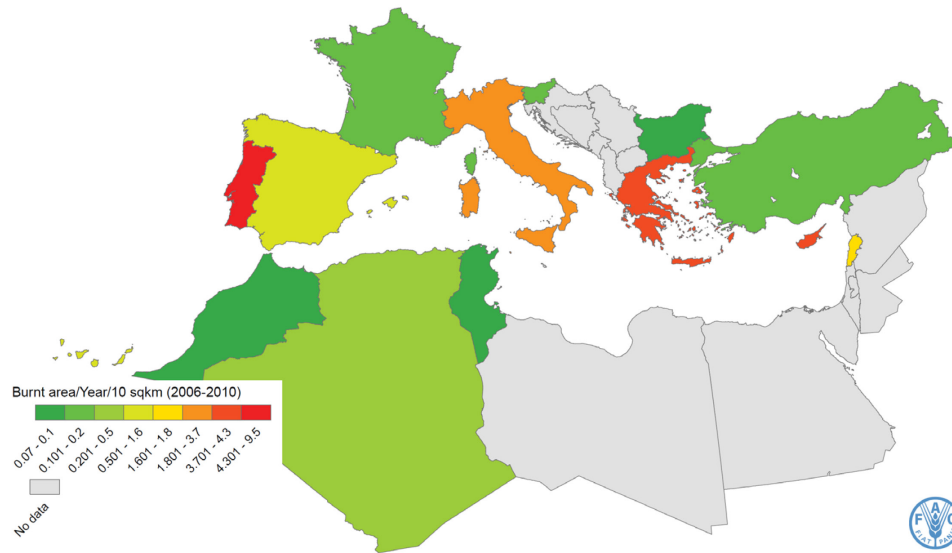 Burnt area/Year/10 sqkm (2006-2010)
0.07 - 0.1
0.101 - 0.2
0.201 - 0.5
0.501 - 1.6
1.601 - 1.8
1.801 - 3.7
3.701 - 4.3
4.301 - 9.5
No data
F A O
FIAT PANIS